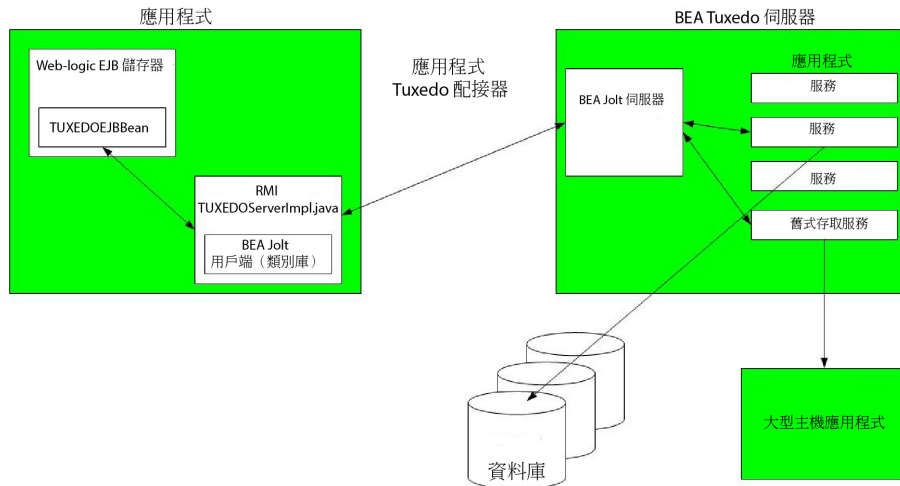 應用程式
Web-logic EJB 儲存器
TUXEDOEJBBean
RMI
TUXEDOServerImpl.java
BEA Jolt
用戶端（類別庫）
應用程式
Tuxedo 配接器
BEA Tuxedo 伺服器
BEA Jolt 伺服器
應用程式
服務
服務
服務
舊式存取服務
資料庫
大型主機應用程式